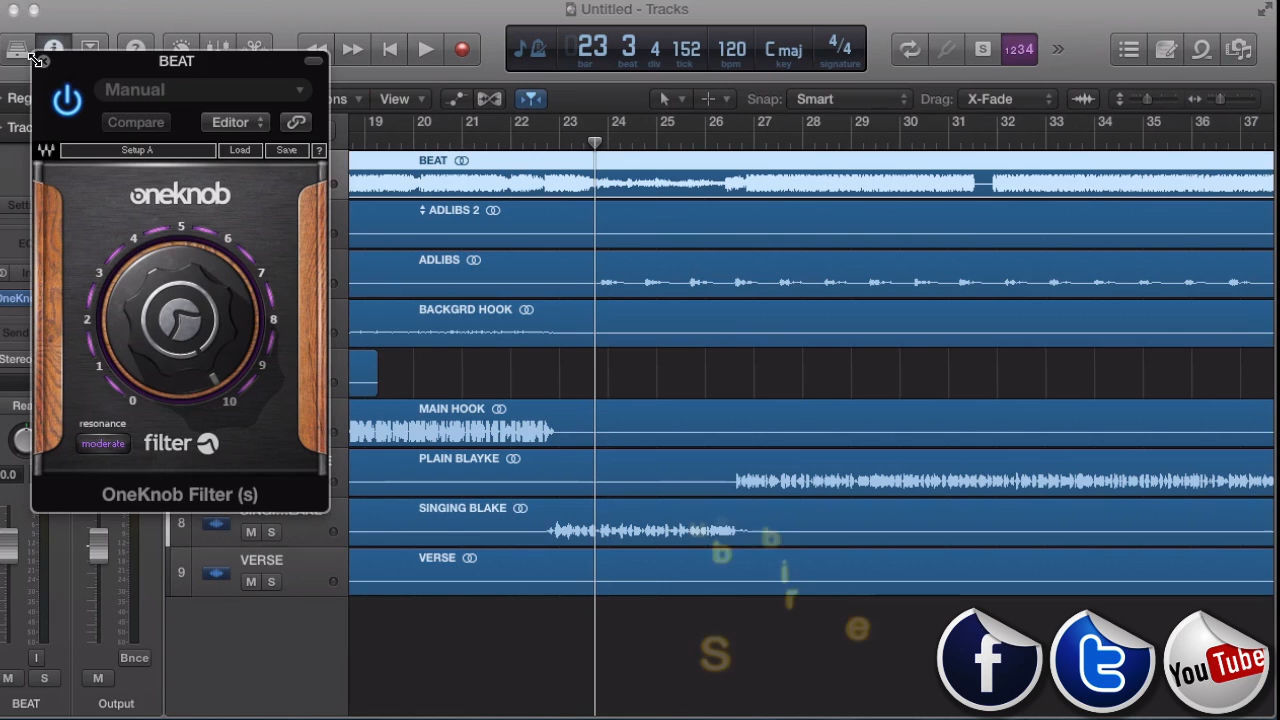 Untitled - Tracks
23 3 4 152 120 C maj 4/4
bar beat div tick bpm key signature
1234
BEAT
Manual
Compare
Editor
View
Snap: Smart
Drag: X-Fade
19 20 21 22 23 24 25 26 27 28 29 30 31 32 33 34 35 36 37
Setup A
Load
Save
?
oneknob
0 1 2 3 4 5 6 7 8 9 10
resonance
moderate
filter
OneKnob Filter (s)
BEAT
ADLIBS 2
ADLIBS
BACKGRD HOOK
MAIN HOOK
PLAIN BLAYKE
SINGING BLAKE
VERSE
8
M S
9 VERSE
M S
I
Bnce
M S
M
BEAT
Output
b
b
i
r
e
S
f
t
You Tube